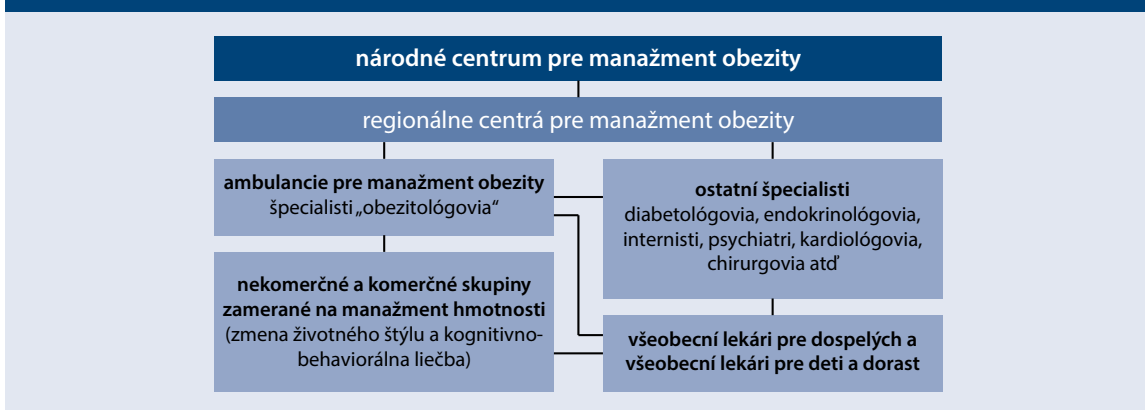 národné centrum pre manažment obezity
regionálne centrá pre manažment obezity
ambulancie pre manažment obezity
špecialisti „obezitológovia“
nekomerčné a komerčné skupiny
zamerané na manažment hmotnosti
(zmena životného štýlu a kognitivno-
behaviorálna liečba)
ostatní špecialisti
diabetológovia, endokrinológovia,
internisti, psychiatri, kardiológovia,
chirurgovia atď
všeobecní lekári pre dospelých a
všeobecní lekári pre deti a dorast